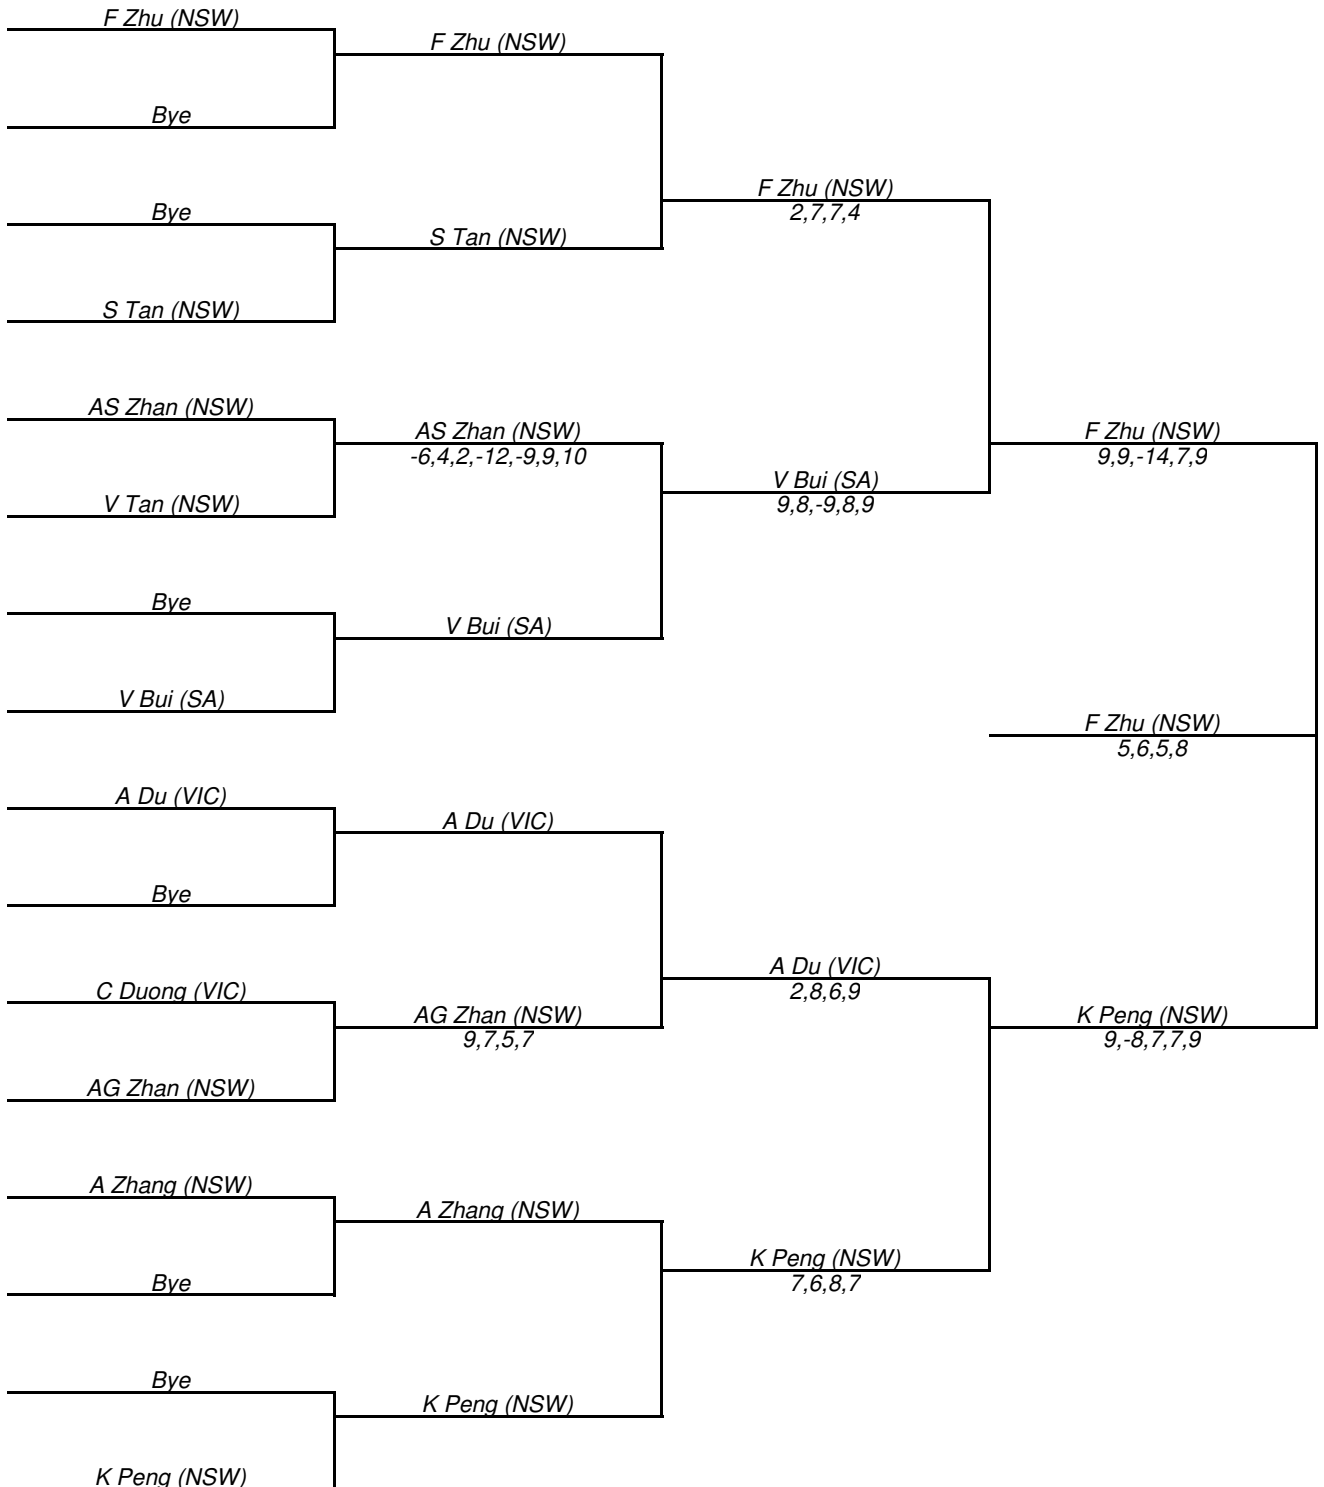 F Zhu (NSW)
Bye
Bye
S Tan (NSW)
AS Zhan (NSW)
V Tan (NSW)
Bye
V Bui (SA)
A Du (VIC)
Bye
C Duong (VIC)
AG Zhan (NSW)
A Zhang (NSW)
Bye
Bye
K Peng (NSW)
F Zhu (NSW)
S Tan (NSW)
AS Zhan (NSW)
-6,4,2,-12,-9,9,10
V Bui (SA)
A Du (VIC)
AG Zhan (NSW)
9,7,5,7
A Zhang (NSW)
K Peng (NSW)
F Zhu (NSW)
2,7,7,4
V Bui (SA)
9,8,-9,8,9
A Du (VIC)
2,8,6,9
K Peng (NSW)
7,6,8,7
F Zhu (NSW)
9,9,-14,7,9
F Zhu (NSW)
5,6,5,8
K Peng (NSW)
9,-8,7,7,9